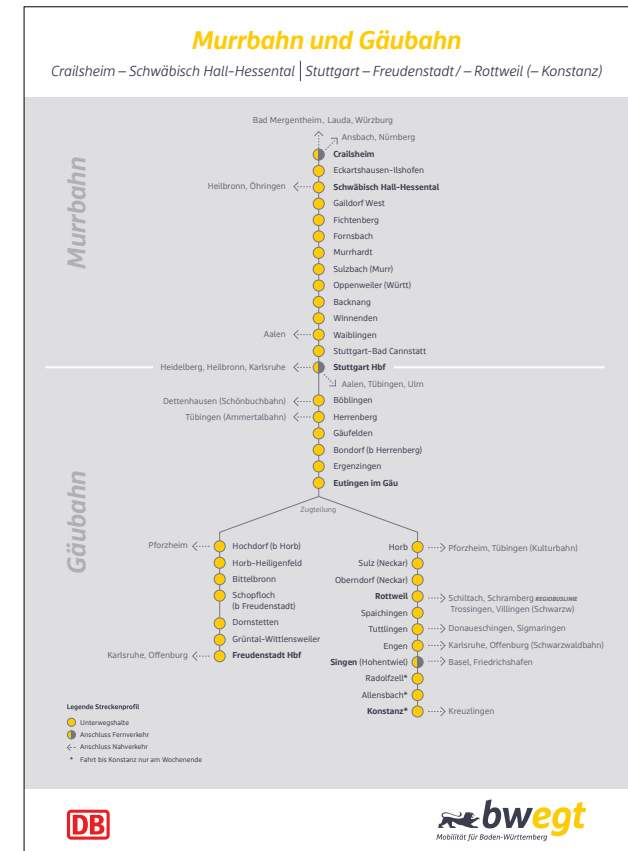 Murrbahn und Gäubahn
Crailsheim – Schwäbisch Hall-Hessental | Stuttgart – Freudenstadt / – Rottweil (– Konstanz)
Murrbahn
Bad Mergentheim, Lauda, Würzburg
Ansbach, Nürnberg
Crailsheim
Eckartshausen-Ilshofen
Heilbronn, Öhringen
Schwäbisch Hall-Hessental
Gaildorf West
Fichtenberg
Fornsbach
Murrhardt
Sulzbach (Murr)
Oppenweiler (Württ)
Backnang
Winnenden
Aalen
Waiblingen
Stuttgart-Bad Cannstatt
Heidelberg, Heilbronn, Karlsruhe
Stuttgart Hbf
Aalen, Tübingen, Ulm
Gäubahn
Dettenhausen (Schönbuchbahn)
Böblingen
Tübingen (Ammertalbahn)
Herrenberg
Gäufelden
Bondorf (b Herrenberg)
Ergenzingen
Eutingen im Gäu
Zugteilung
Pforzheim
Hochdorf (b Horb)
Horb-Heiligenfeld
Bittelbronn
Schopfloch
(b Freudenstadt)
Dornstetten
Grüntal-Wittlensweiler
Karlsruhe, Offenburg
Freudenstadt Hbf
Horb
Pforzheim, Tübingen (Kulturbahn)
Sulz (Neckar)
Oberndorf (Neckar)
Rottweil
Schiltach, Schramberg REGIOBUSLINIE
Trossingen, Villingen (Schwarzw)
Spaichingen
Tuttlingen
Donaueschingen, Sigmaringen
Engen
Karlsruhe, Offenburg (Schwarzwaldbahn)
Singen (Hohentwiel)
Basel, Friedrichshafen
Radolfzell*
Allensbach*
Konstanz*
Kreuzlingen
Legende Streckenprofil
Unterwegshalte
Anschluss Fernverkehr
Anschluss Nahverkehr
* Fahrt bis Konstanz nur am Wochenende
DB
bwegt
Mobilität für Baden-Württemberg